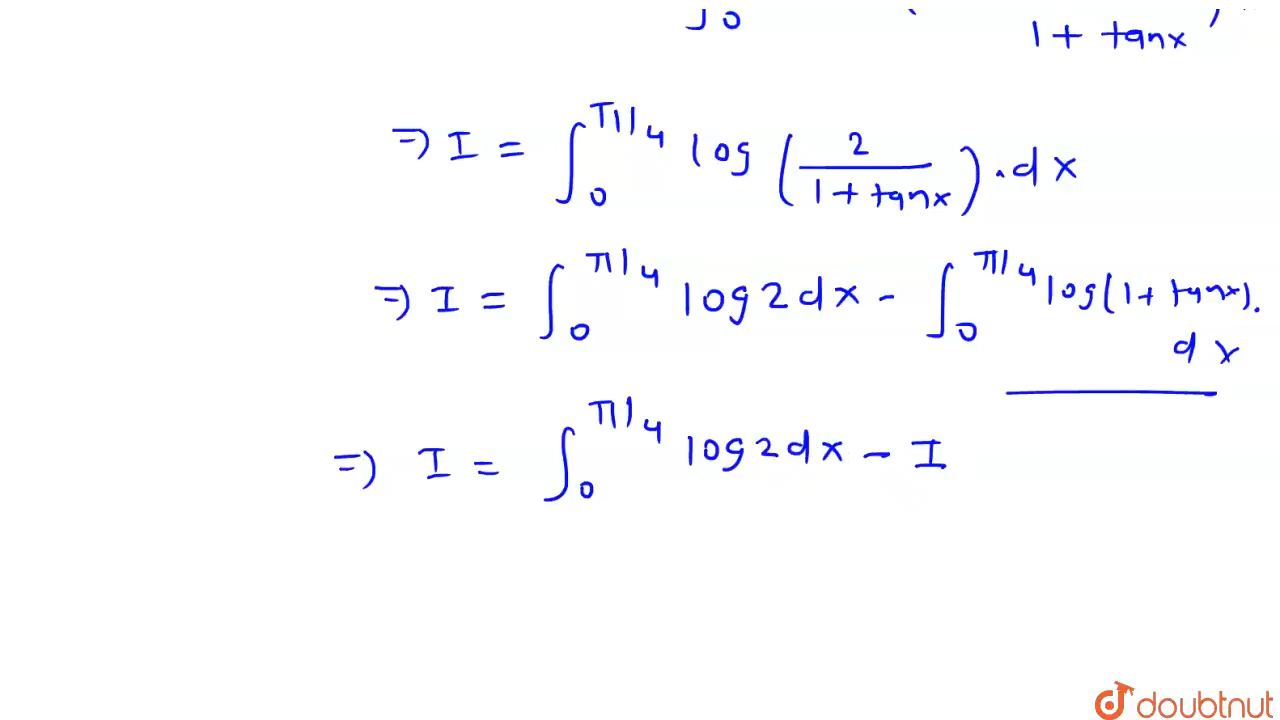 ∫0 1 + tanx
⇒ I = ∫0^π/4 log (2 / 1 + tanx) . dx
⇒ I = ∫0^π/4 log 2 dx - ∫0^π/4 log(1 + tanx).
dx
⇒ I = ∫0^π/4 log 2 dx - I
doubtnut